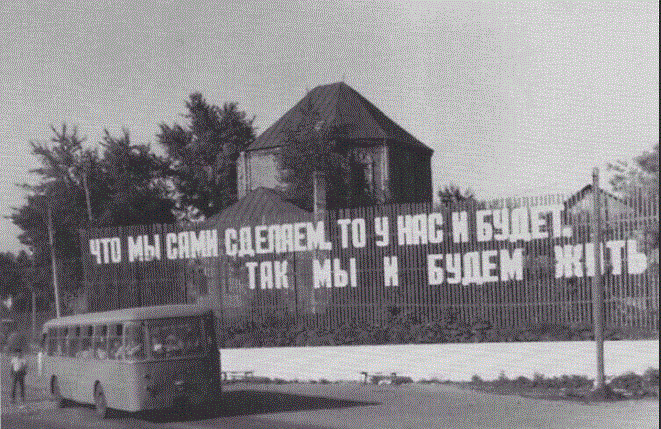 ЧТО МЫ САМИ СДЕЛАЕМ, ТО У НАС И БУДЕТ.
ТАК МЫ И БУДЕМ ЖИТЬ